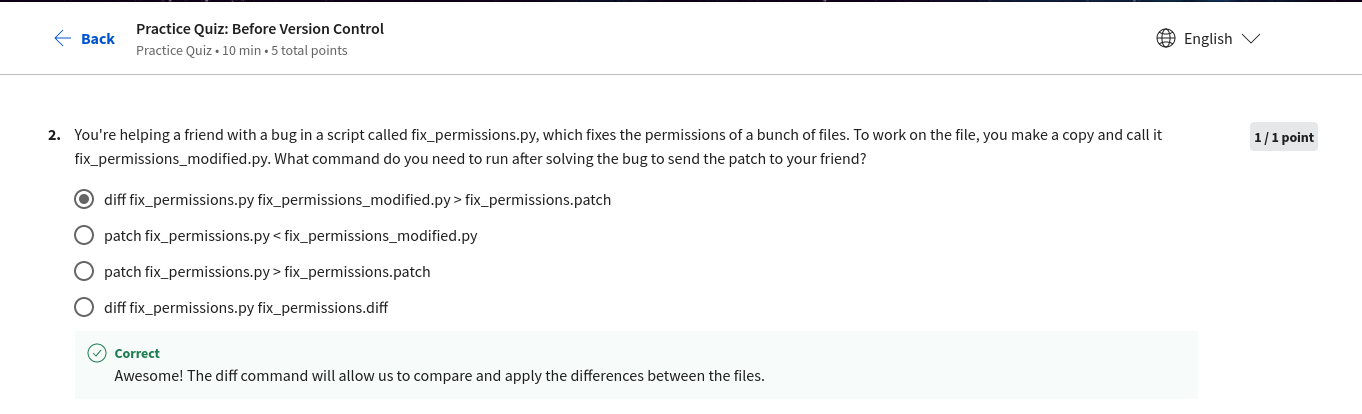 Back
Practice Quiz: Before Version Control
Practice Quiz • 10 min • 5 total points
English
2. You're helping a friend with a bug in a script called fix_permissions.py, which fixes the permissions of a bunch of files. To work on the file, you make a copy and call it
fix_permissions_modified.py. What command do you need to run after solving the bug to send the patch to your friend?
1 / 1 point
diff fix_permissions.py fix_permissions_modified.py > fix_permissions.patch
patch fix_permissions.py < fix_permissions_modified.py
patch fix_permissions.py > fix_permissions.patch
diff fix_permissions.py fix_permissions.diff
Correct
Awesome! The diff command will allow us to compare and apply the differences between the files.